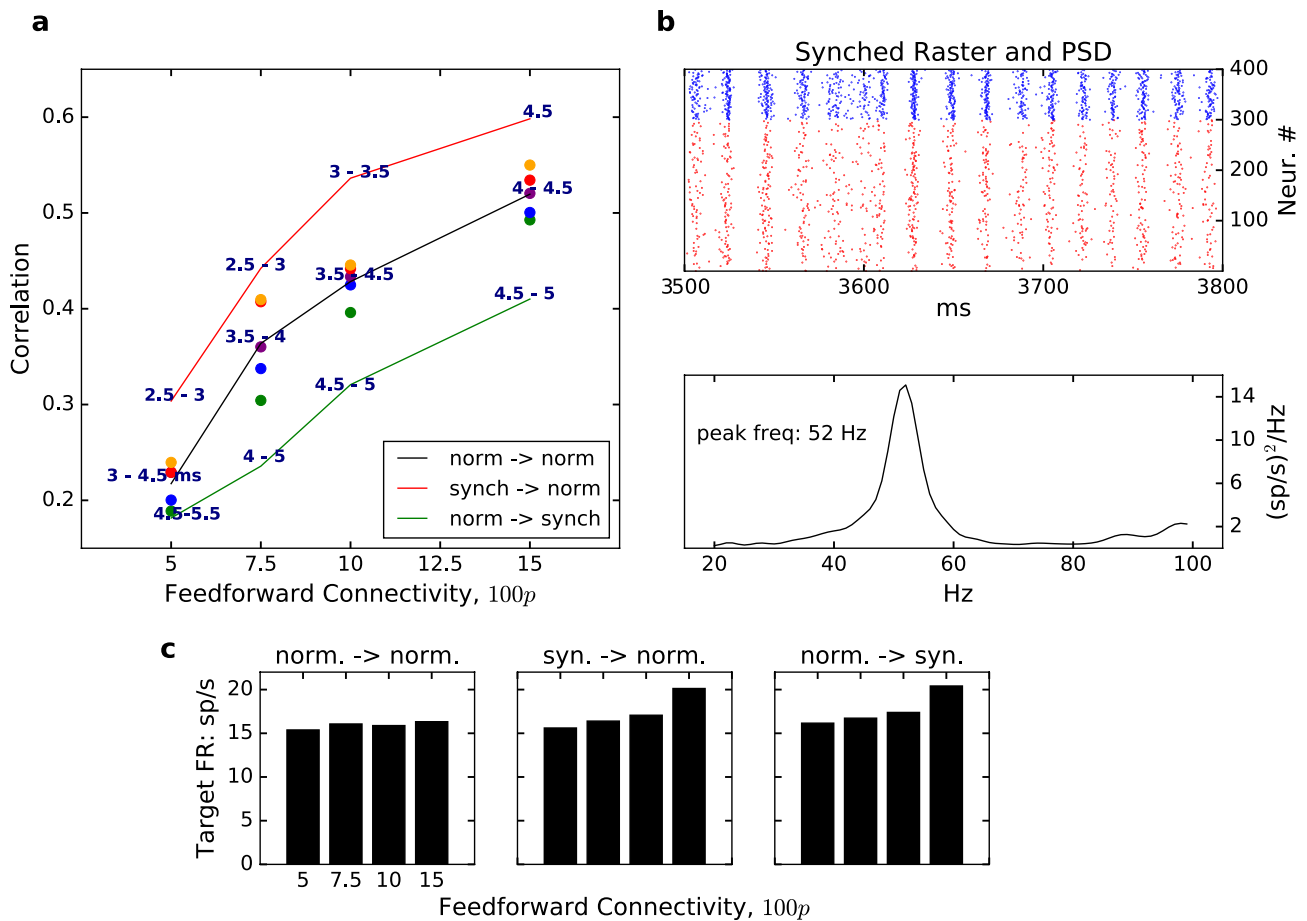 a
0.6
0.5
0.4
0.3
0.2
Correlation
4.5
3 - 3.5
4 - 4.5
2.5 - 3
3.5 - 4.5
4.5 - 5
3.5 - 4
2.5 - 3
4.5 - 5
4 - 5
3 - 4.5 ms
4.5-5.5
norm -> norm
synch -> norm
norm -> synch
5 7.5 10 12.5 15
Feedforward Connectivity, 100p
b
Synched Raster and PSD
400
300
200
100
Neur. #
3500 3600 3700 3800
ms
peak freq: 52 Hz
14
10
6
2
(sp/s)²/Hz
20 40 60 80 100
Hz
c
norm. -> norm. syn. -> norm. norm. -> syn.
20
15
10
5
0
Target FR: sp/s
5 7.5 10 15
Feedforward Connectivity, 100p